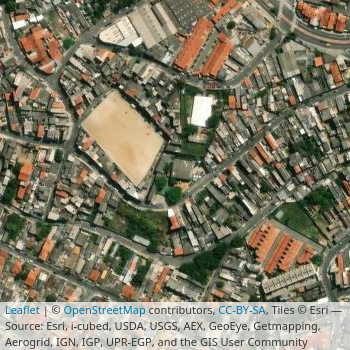 Leaflet | © OpenStreetMap contributors, CC-BY-SA, Tiles © Esri —
Source: Esri, i-cubed, USDA, USGS, AEX, GeoEye, Getmapping,
Aerogrid, IGN, IGP, UPR-EGP, and the GIS User Community